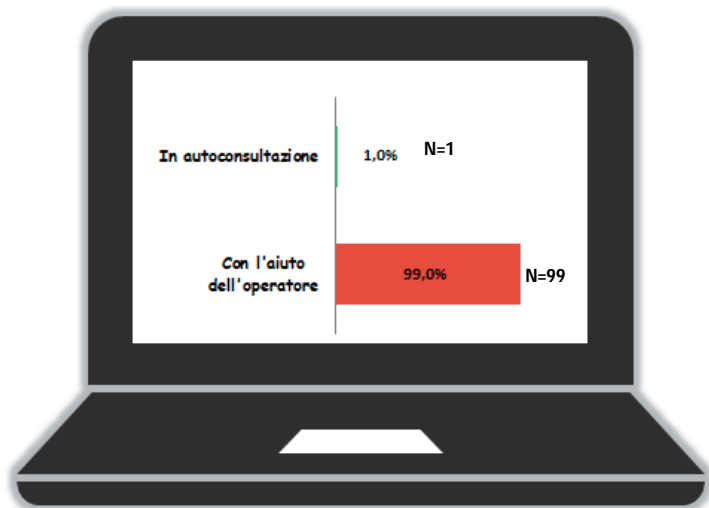 In autoconsultazione
1,0%
N=1
Con l'aiuto
dell'operatore
99,0%
N=99